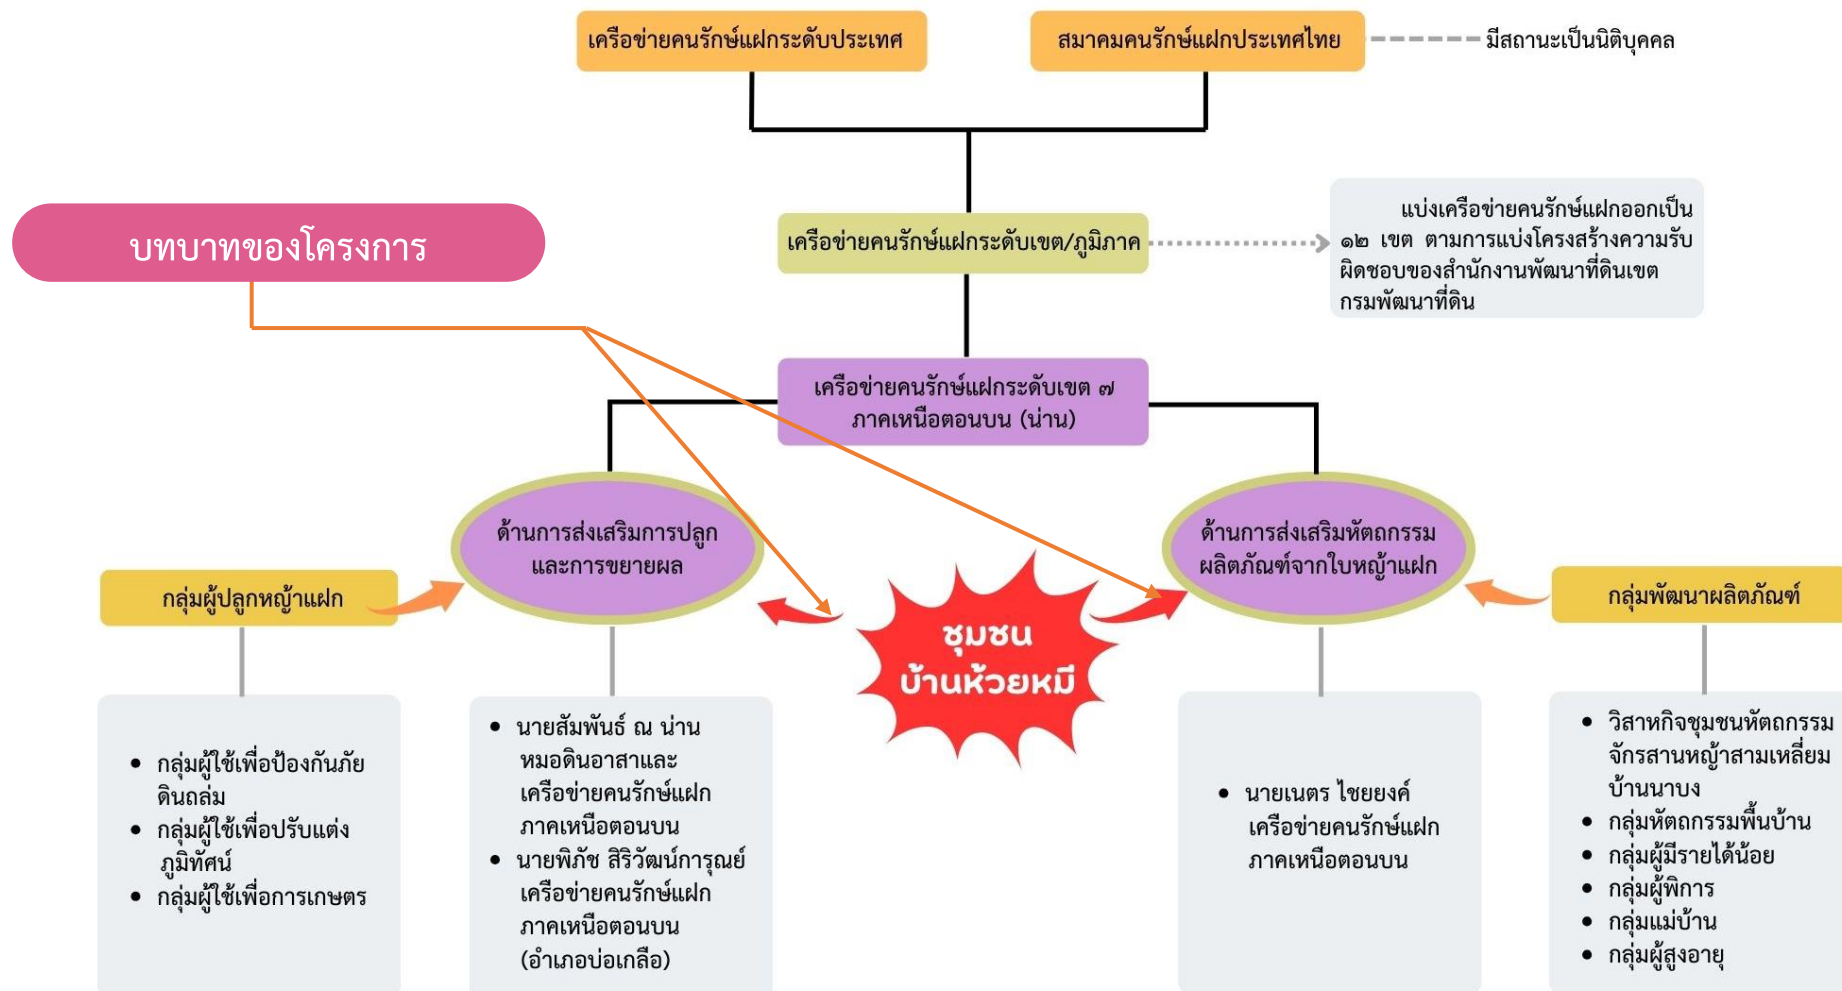 เครือข่ายคนรักษ์แฝกระดับประเทศ
สมาคมคนรักษ์แฝกประเทศไทย
มีสถานะเป็นนิติบุคคล
บทบาทของโครงการ
เครือข่ายคนรักษ์แฝกระดับเขต/ภูมิภาค
แบ่งเครือข่ายคนรักษ์แฝกออกเป็น
๑๒ เขต ตามการแบ่งโครงสร้างความรับ
ผิดชอบของสำนักงานพัฒนาที่ดินเขต
กรมพัฒนาที่ดิน
เครือข่ายคนรักษ์แฝกระดับเขต ๗
ภาคเหนือตอนบน (น่าน)
ด้านการส่งเสริมการปลูก
และการขยายผล
ด้านการส่งเสริมหัตถกรรม
ผลิตภัณฑ์จากใบหญ้าแฝก
กลุ่มผู้ปลูกหญ้าแฝก
ชุมชน
บ้านห้วยหมี
กลุ่มพัฒนาผลิตภัณฑ์
• กลุ่มผู้ใช้เพื่อป้องกันภัย
ดินถล่ม
• กลุ่มผู้ใช้เพื่อปรับแต่ง
ภูมิทัศน์
• กลุ่มผู้ใช้เพื่อการเกษตร
• นายสัมพันธ์ ณ น่าน
หมอดินอาสาและ
เครือข่ายคนรักษ์แฝก
ภาคเหนือตอนบน
• นายพิภัช สิริวัฒน์การุณย์
เครือข่ายคนรักษ์แฝก
ภาคเหนือตอนบน
(อำเภอบ่อเกลือ)
• นายเนตร ไชยยงค์
เครือข่ายคนรักษ์แฝก
ภาคเหนือตอนบน
• วิสาหกิจชุมชนหัตถกรรม
จักรสานหญ้าสามเหลี่ยม
บ้านนาบง
• กลุ่มหัตถกรรมพื้นบ้าน
• กลุ่มผู้มีรายได้น้อย
• กลุ่มผู้พิการ
• กลุ่มแม่บ้าน
• กลุ่มผู้สูงอายุ